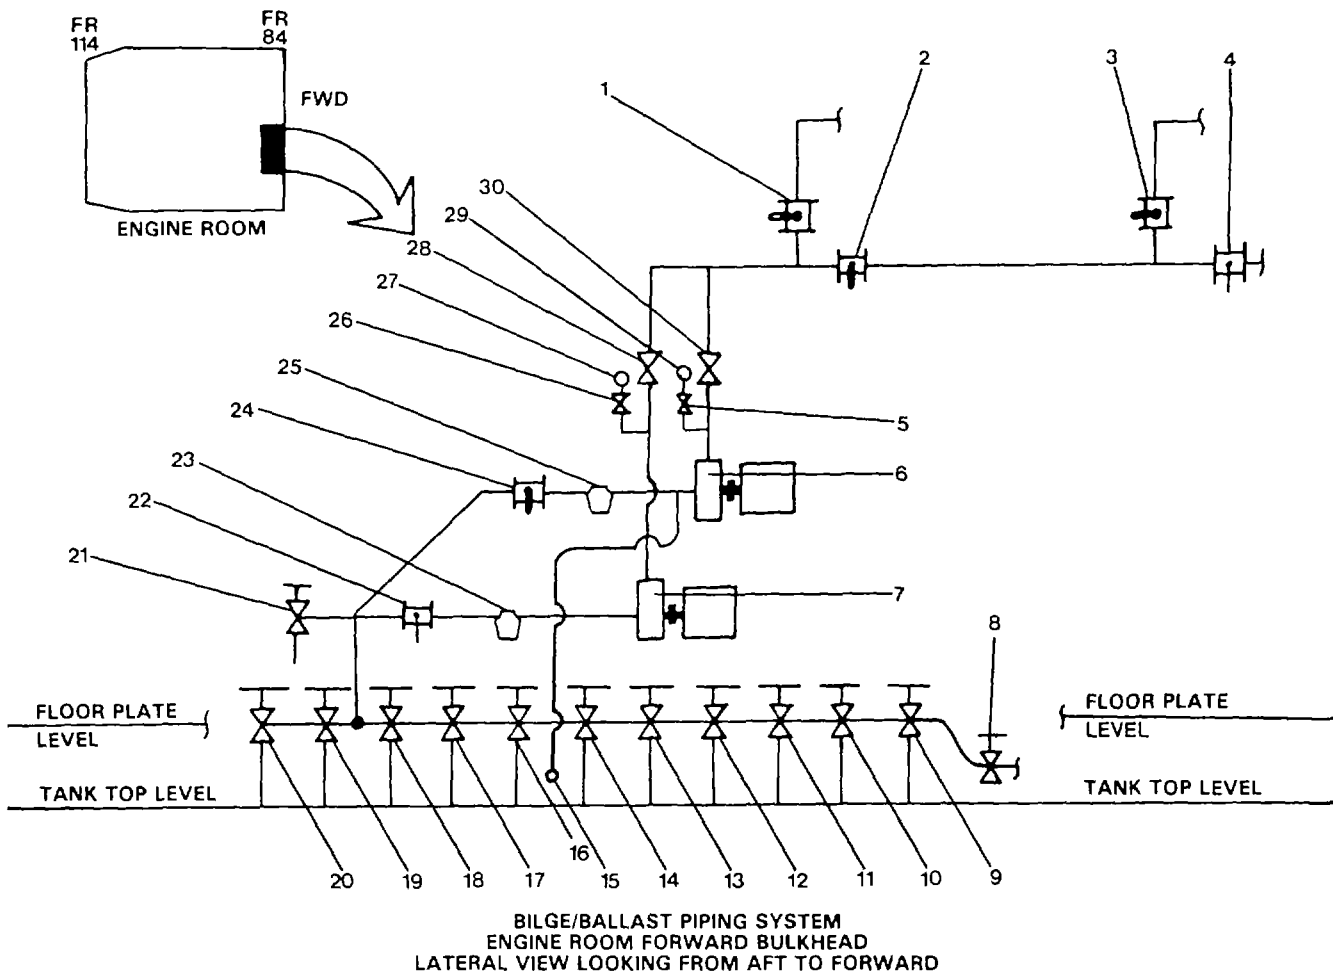 FR
114
FR
84
FWD
ENGINE ROOM
1
2
3
4
30
29
28
27
26
25
24
23
22
21
5
6
7
8
FLOOR PLATE
LEVEL
TANK TOP LEVEL
FLOOR PLATE
LEVEL
TANK TOP LEVEL
20
19
18
17
16
15
14
13
12
11
10
9
BILGE/BALLAST PIPING SYSTEM
ENGINE ROOM FORWARD BULKHEAD
LATERAL VIEW LOOKING FROM AFT TO FORWARD